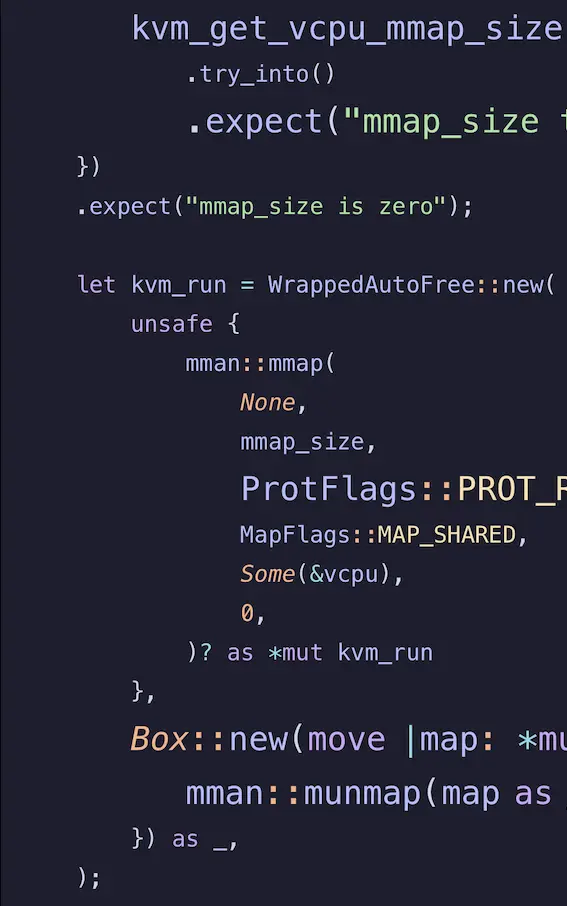 kvm_get_vcpu_mmap_size
.try_into()
.expect("mmap_size
})
.expect("mmap_size is zero");
let kvm_run = WrappedAutoFree::new(
unsafe {
mman::mmap(
None,
mmap_size,
ProtFlags::PROT_R
MapFlags::MAP_SHARED,
Some(&vcpu),
0,
)? as *mut kvm_run
},
Box::new(move |map: *mu
mman::munmap(map as
}) as _,
);